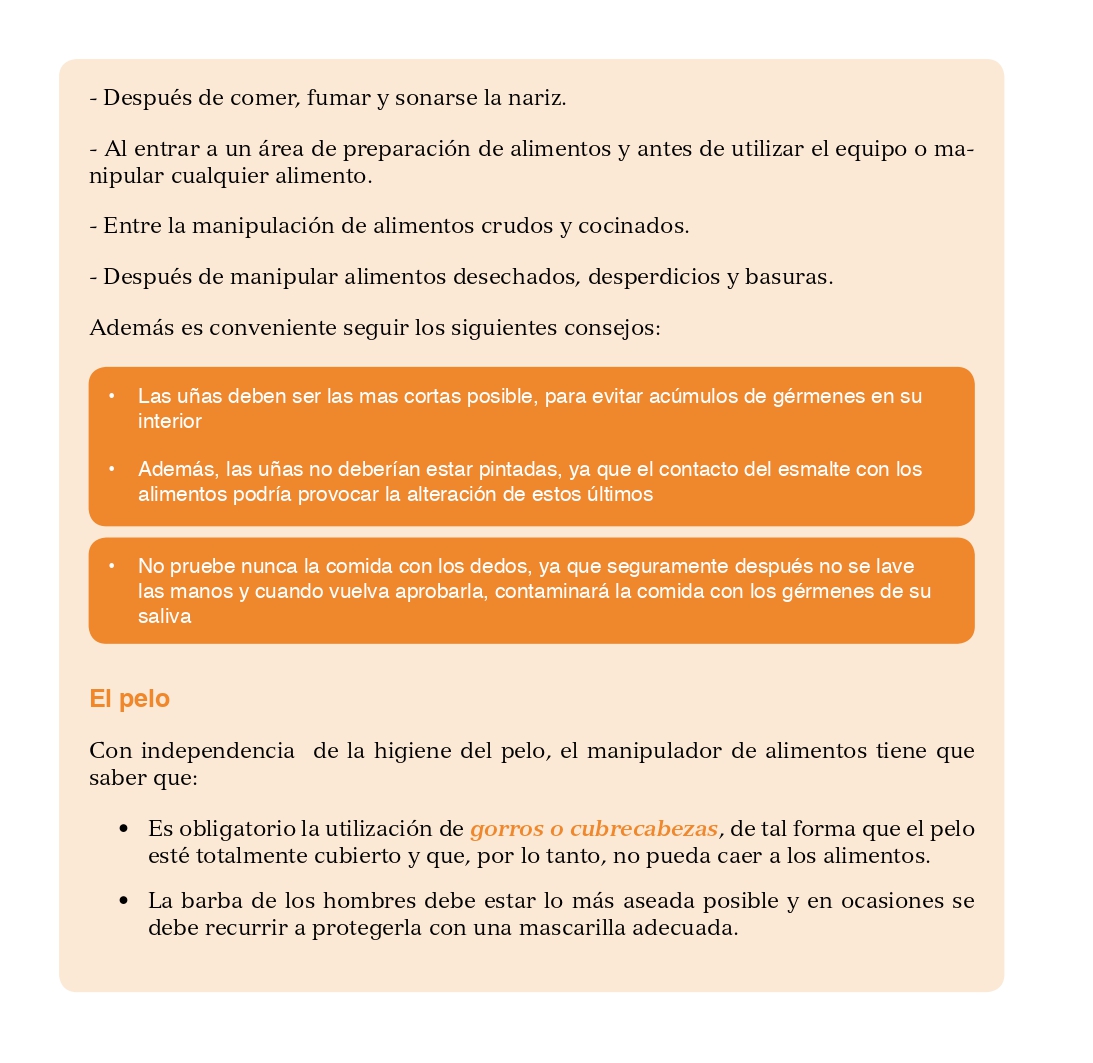 - Después de comer, fumar y sonarse la nariz.
- Al entrar a un área de preparación de alimentos y antes de utilizar el equipo o ma-
nipular cualquier alimento.
- Entre la manipulación de alimentos crudos y cocinados.
- Después de manipular alimentos desechados, desperdicios y basuras.
Además es conveniente seguir los siguientes consejos:
• Las uñas deben ser las mas cortas posible, para evitar acúmulos de gérmenes en su
interior
• Además, las uñas no deberían estar pintadas, ya que el contacto del esmalte con los
alimentos podría provocar la alteración de estos últimos
• No pruebe nunca la comida con los dedos, ya que seguramente después no se lave
las manos y cuando vuelva aprobarla, contaminará la comida con los gérmenes de su
saliva
El pelo
Con independencia  de la higiene del pelo, el manipulador de alimentos tiene que
saber que:
• Es obligatorio la utilización de gorros o cubrecabezas, de tal forma que el pelo
esté totalmente cubierto y que, por lo tanto, no pueda caer a los alimentos.
• La barba de los hombres debe estar lo más aseada posible y en ocasiones se
debe recurrir a protegerla con una mascarilla adecuada.